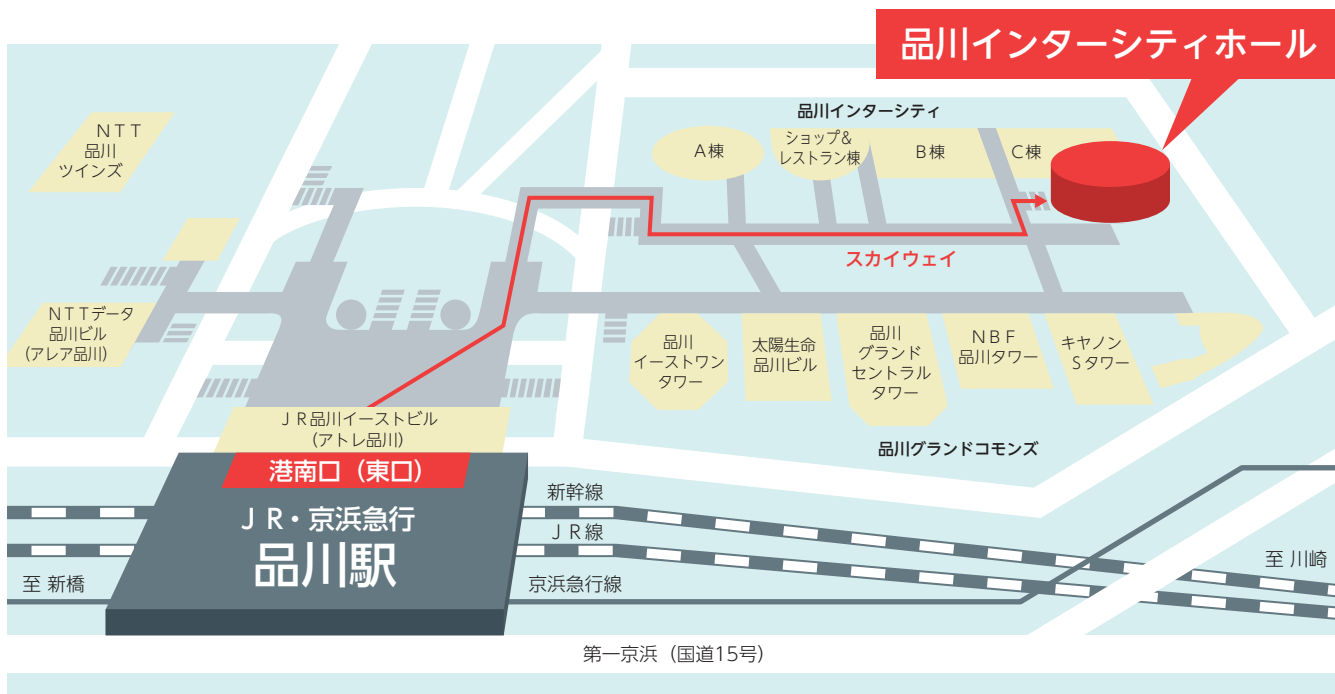 品川インターシティホール
品川インターシティ
NTT
品川
ツインズ
A棟
ショップ&
レストラン棟
B棟
C棟
スカイウェイ
NTTデータ
品川ビル
(アレア品川)
品川
イーストワン
タワー
太陽生命
品川ビル
品川
グランド
セントラル
タワー
NBF
品川タワー
キヤノン
Sタワー
JR品川イーストビル
(アトレ品川)
品川グランドコモンズ
港南口（東口）
JR・京浜急行
品川駅
新幹線
JR線
京浜急行線
至 新橋
至 川崎
第一京浜（国道15号）